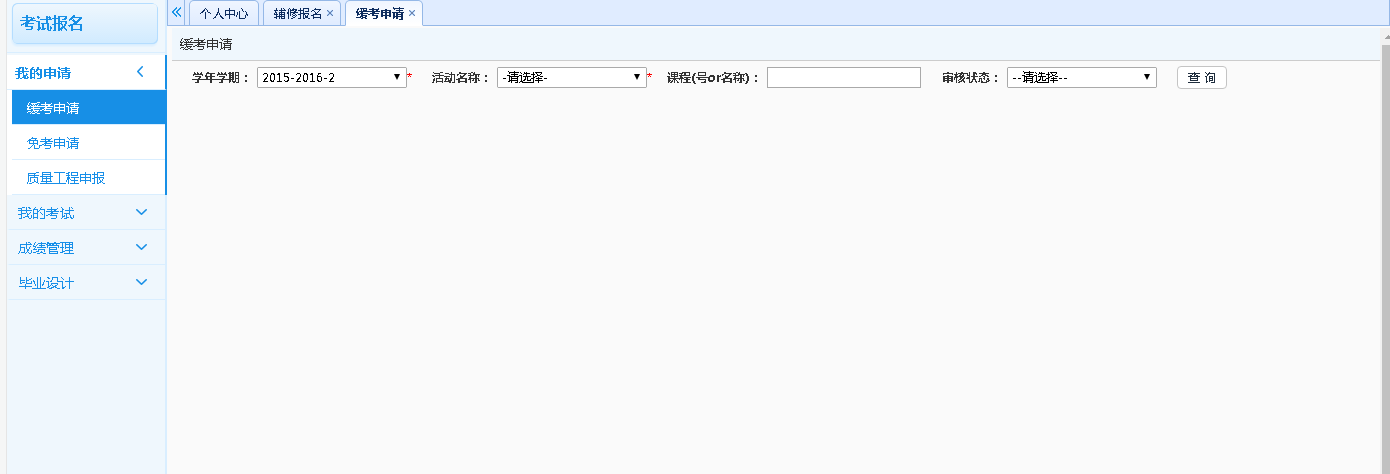 考试报名
个人中心 辅修报名 缓考申请
缓考申请
学年学期： 2015-2016-2 * 活动名称： -请选择- * 课程(号or名称)： 审核状态： --请选择-- 查 询
我的申请
缓考申请
免考申请
质量工程申报
我的考试
成绩管理
毕业设计